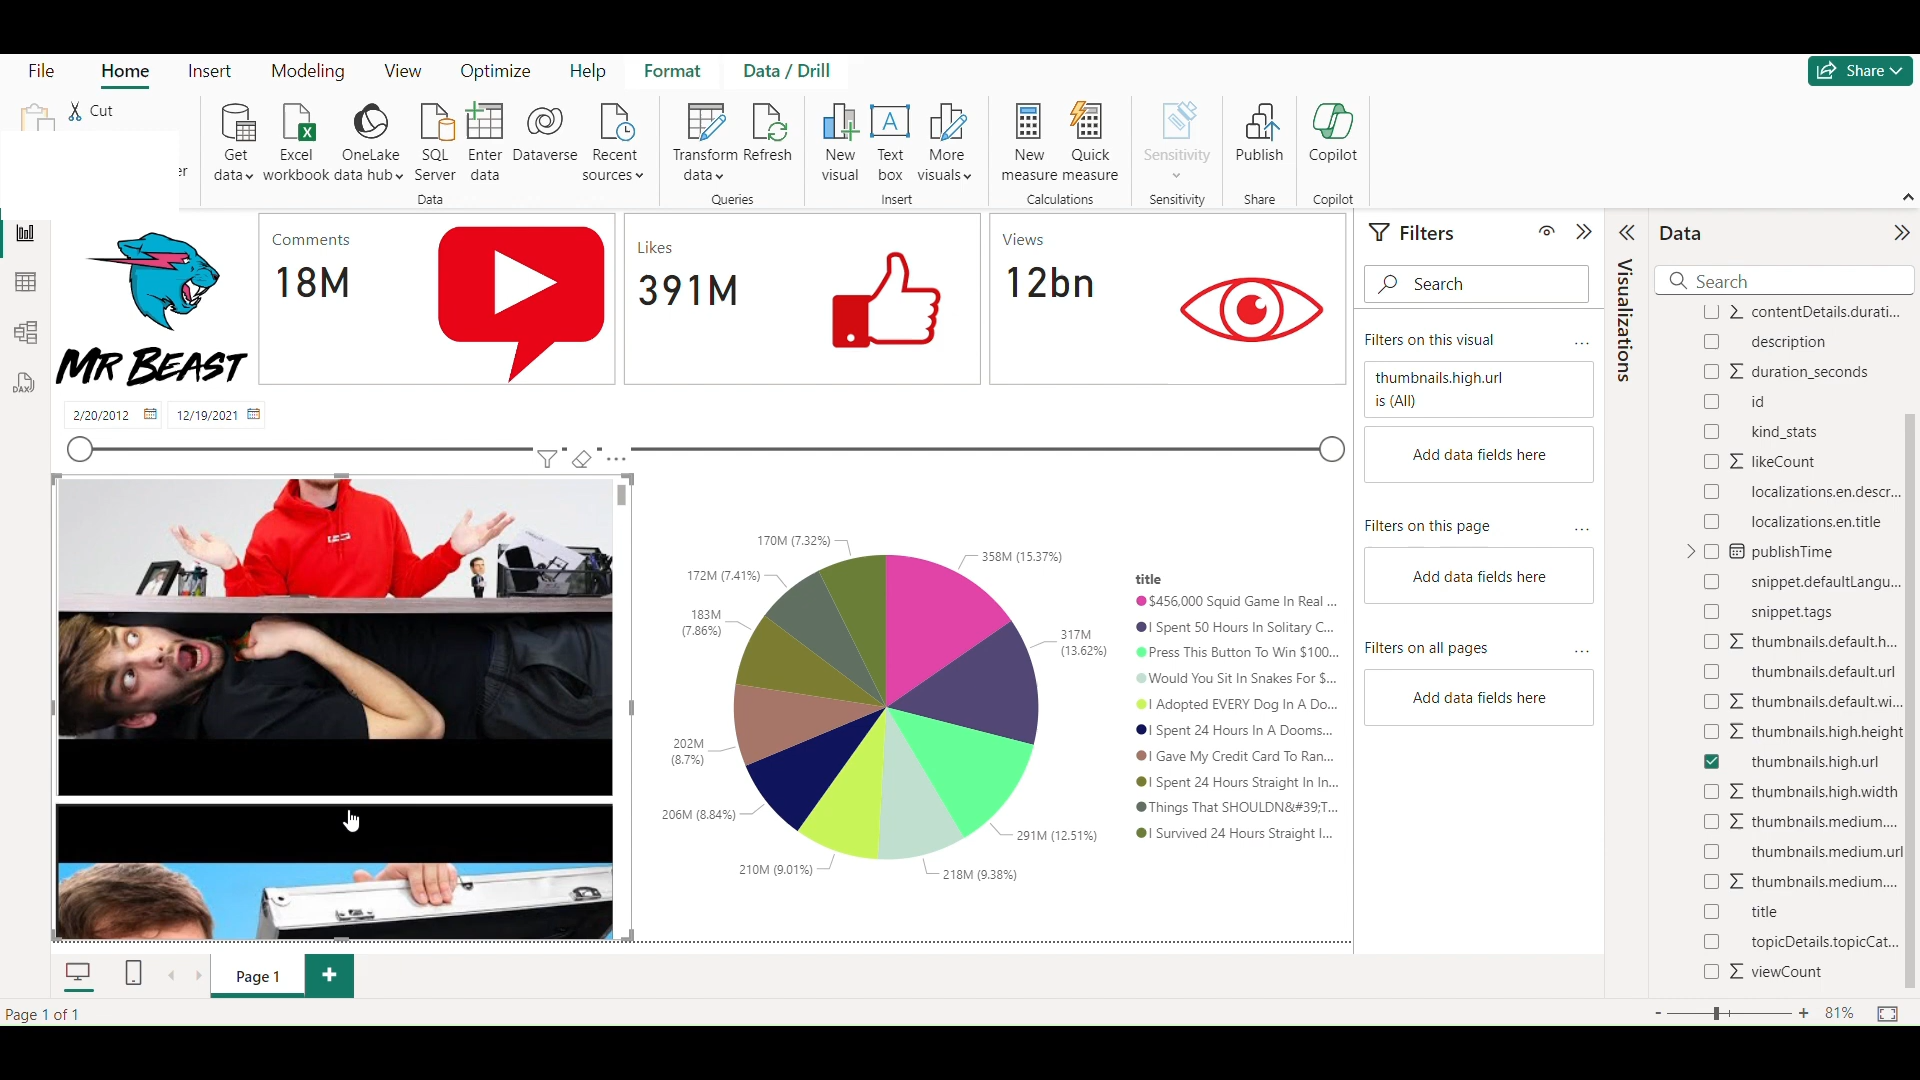 File Home Insert Modeling View Optimize Help Format Data / Drill Share
Cut
Get data
Excel workbook
OneLake data hub
SQL Server
Enter data
Dataverse
Recent sources
Data
Transform data
Refresh
Queries
New visual
Text box
More visuals
Insert
New measure
Quick measure
Calculations
Sensitivity
Sensitivity
Publish
Share
Copilot
Copilot
er
DAX
MR BEAST
Comments
18M
Likes
391M
Views
12bn
2/20/2012
12/19/2021
170M (7.32%)
358M (15.37%)
172M (7.41%)
183M
(7.86%)
317M
(13.62%)
202M
(8.7%)
206M (8.84%)
291M (12.51%)
210M (9.01%)
218M (9.38%)
title
$456,000 Squid Game In Real ...
I Spent 50 Hours In Solitary C...
Press This Button To Win $100...
Would You Sit In Snakes For $...
I Adopted EVERY Dog In A Do...
I Spent 24 Hours In A Dooms...
I Gave My Credit Card To Ran...
I Spent 24 Hours Straight In In...
Things That SHOULDN&#39;T...
I Survived 24 Hours Straight I...
Filters
Search
Filters on this visual ...
thumbnails.high.url
is (All)
Add data fields here
Filters on this page ...
Add data fields here
Filters on all pages ...
Add data fields here
Visualizations
Data
Search
contentDetails.durati...
description
duration_seconds
id
kind_stats
likeCount
localizations.en.descr...
localizations.en.title
publishTime
snippet.defaultLangu...
snippet.tags
thumbnails.default.h...
thumbnails.default.url
thumbnails.default.wi...
thumbnails.high.height
thumbnails.high.url
thumbnails.high.width
thumbnails.medium....
thumbnails.medium.url
thumbnails.medium....
title
topicDetails.topicCat...
viewCount
Page 1
Page 1 of 1
81%